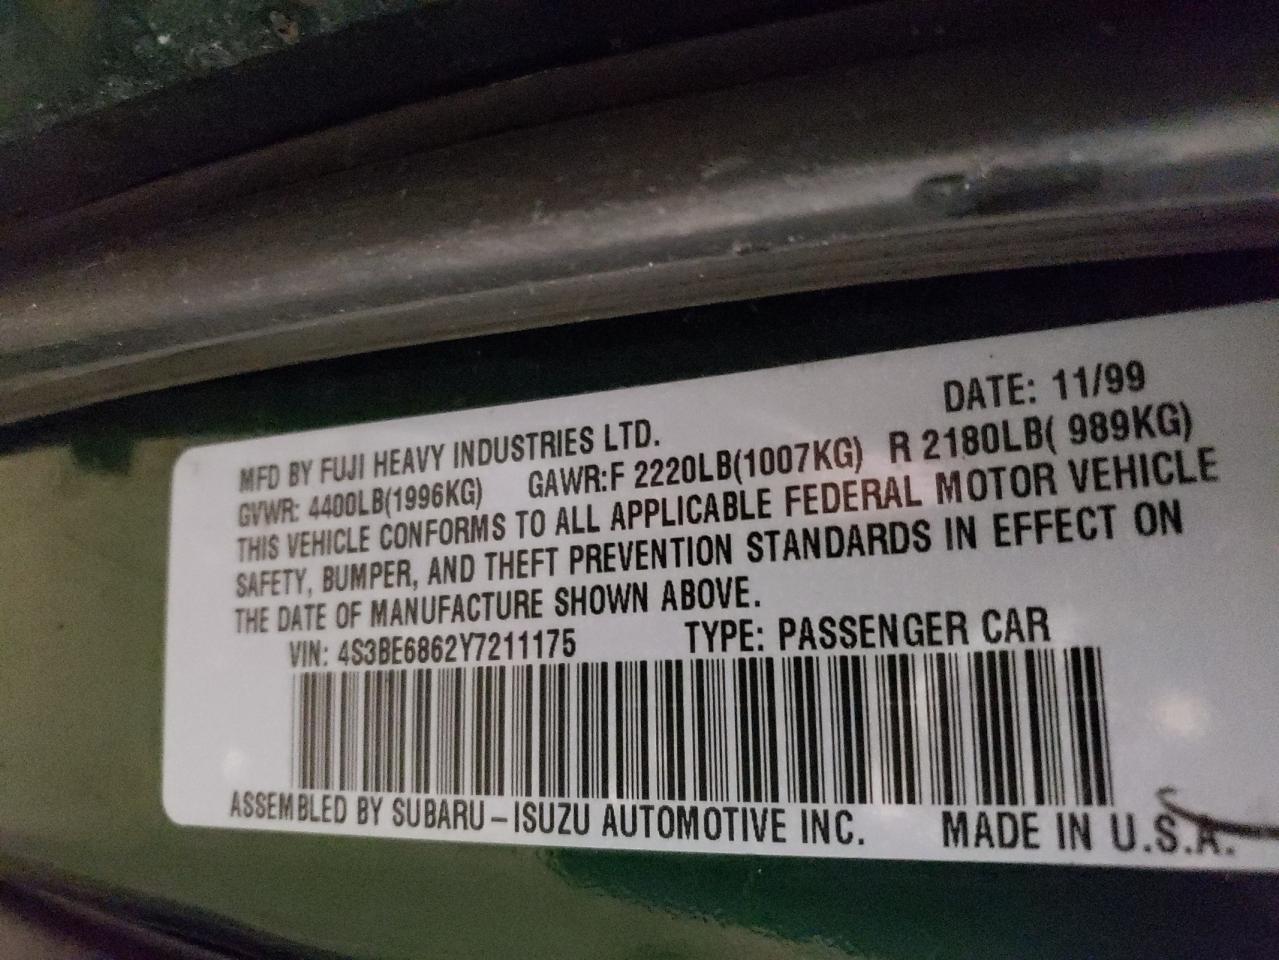 DATE: 11/99
MFD BY FUJI HEAVY INDUSTRIES LTD.
GVWR: 4400LB(1996KG) GAWR:F 2220LB(1007KG) R 2180LB( 989KG)
THIS VEHICLE CONFORMS TO ALL APPLICABLE FEDERAL MOTOR VEHICLE
SAFETY, BUMPER, AND THEFT PREVENTION STANDARDS IN EFFECT ON
THE DATE OF MANUFACTURE SHOWN ABOVE.
VIN: 4S3BE6862Y7211175 TYPE: PASSENGER CAR
ASSEMBLED BY SUBARU-ISUZU AUTOMOTIVE INC. MADE IN U.S.A.